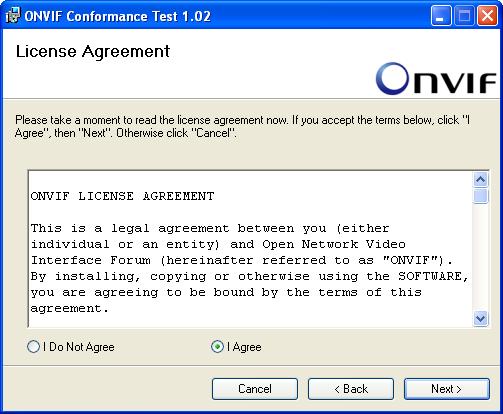 ONVIF Conformance Test 1.02
License Agreement
Onvif
Please take a moment to read the license agreement now. If you accept the terms below, click "I
Agree", then "Next". Otherwise click "Cancel".
ONVIF LICENSE AGREEMENT
This is a legal agreement between you (either
individual or an entity) and Open Network Video
Interface Forum (hereinafter referred to as "ONVIF").
By installing, copying or otherwise using the SOFTWARE,
you are agreeing to be bound by the terms of this
agreement.
I Do Not Agree
I Agree
Cancel
< Back
Next >